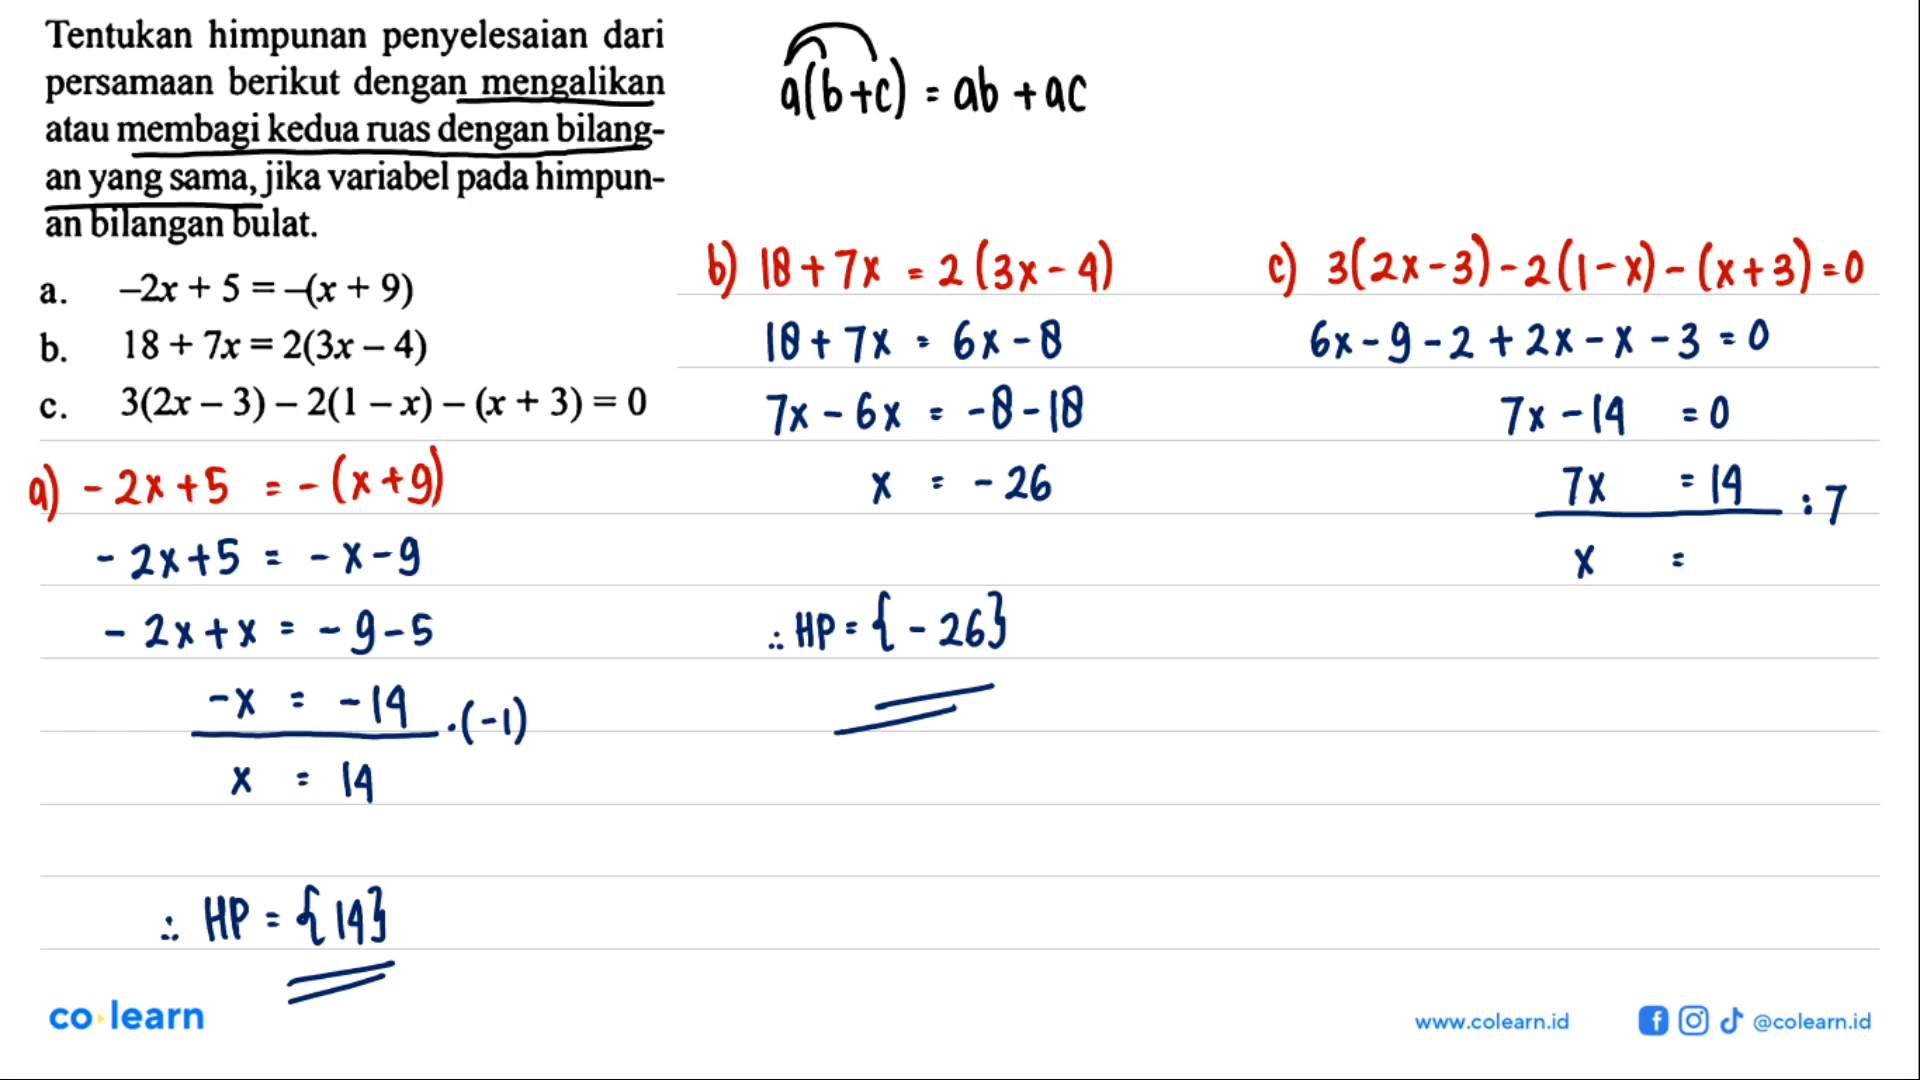 Tentukan himpunan penyelesaian dari
persamaan berikut dengan mengalikan
atau membagi kedua ruas dengan bilang-
an yang sama, jika variabel pada himpun-
an bilangan bulat.
a. –2x + 5 = –(x + 9)
b. 18 + 7x = 2(3x – 4)
c. 3(2x – 3) – 2(1 – x) – (x + 3) = 0
a(b+c) = ab + ac
a) - 2x + 5 = - (x + 9)
- 2x + 5 = - x - 9
- 2x + x = - 9 - 5
-x = - 14 · (-1)
x = 14
∴ HP = {14}
b) 18 + 7x = 2 (3x - 4)
18 + 7x = 6x - 8
7x - 6x = -8 - 18
x = - 26
∴ HP = {- 26}
c) 3(2x - 3) - 2(1 - x) - (x + 3) = 0
6x - 9 - 2 + 2x - x - 3 = 0
7x - 14 = 0
7x = 14 : 7
x =
co learn
www.colearn.id
@colearn.id